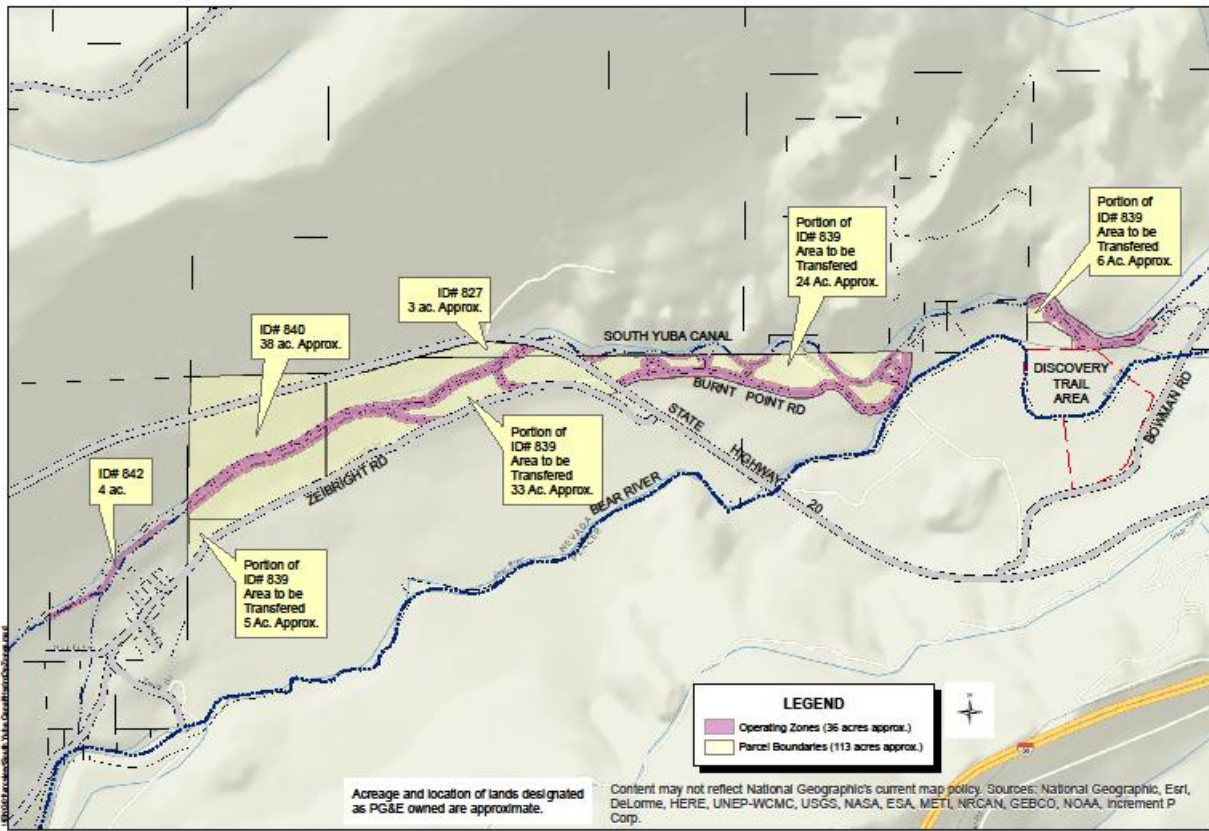 Portion of
ID# 839
Area to be
Transfered
6 Ac. Approx.
Portion of
ID# 839
Area to be
Transfered
24 Ac. Approx.
ID# 827
3 ac. Approx.
ID# 840
38 ac. Approx.
SOUTH YUBA CANAL
BURNT POINT RD
DISCOVERY
TRAIL
AREA
BOWMAN RD
STATE
HIGHWAY
20
Portion of
ID# 839
Area to be
Transfered
33 Ac. Approx.
ZEIBRIGHT RD
ID# 842
4 ac.
BEAR RIVER
NEVADA
Portion of
ID# 839
Area to be
Transfered
5 Ac. Approx.
LEGEND
Operating Zones (36 acres approx.)
Parcel Boundaries (113 acres approx.)
80
Acreage and location of lands designated
as PG&E owned are approximate.
Content may not reflect National Geographic's current map policy. Sources: National Geographic, Esri,
DeLorme, HERE, UNEP-WCMC, USGS, NASA, ESA, METI, NRCAN, GEBCO, NOAA, increment P
Corp.